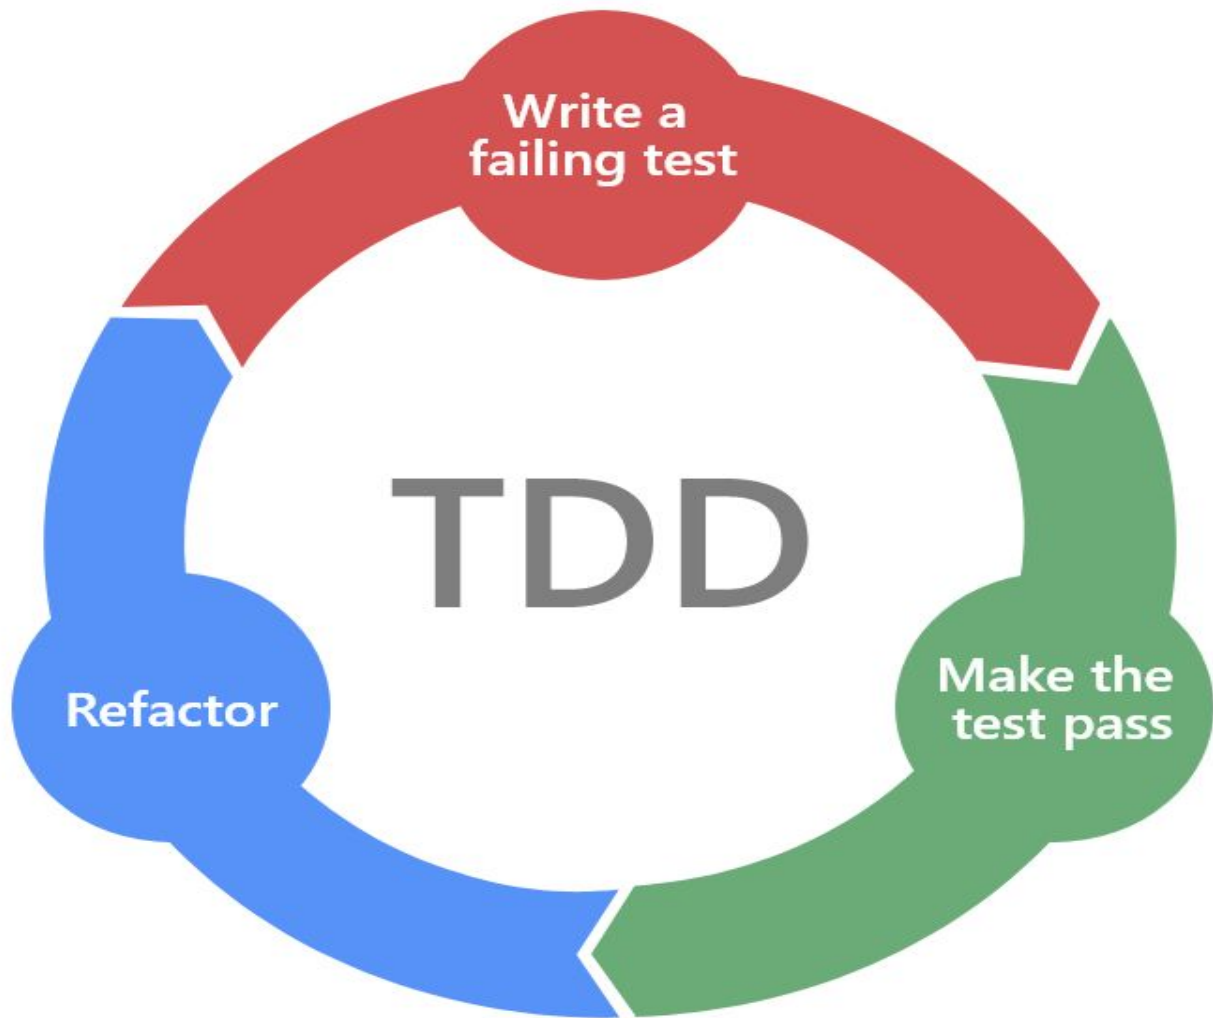 Write a
failing test
TDD
Make the
test pass
Refactor